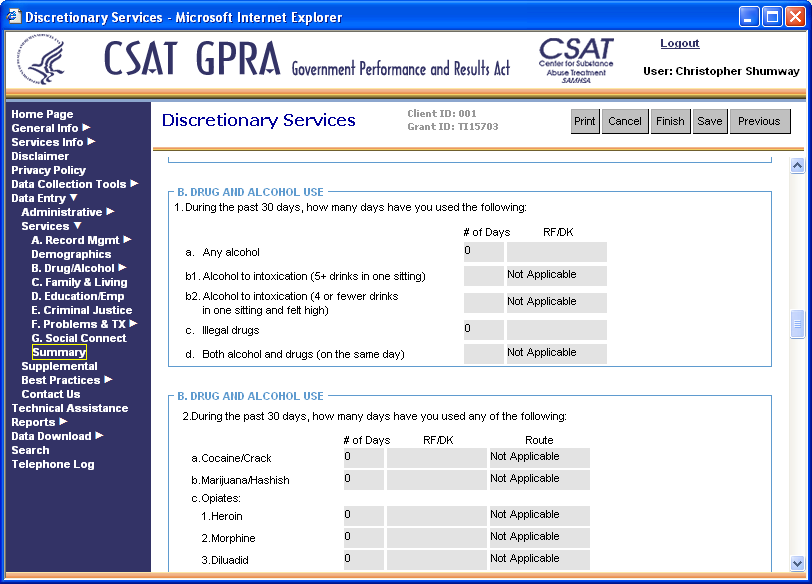 Discretionary Services - Microsoft Internet Explorer
CSAT GPRA Government Performance and Results Act
CSAT
Center for Substance
Abuse Treatment
SAMHSA
Logout
User: Christopher Shumway
Home Page
General Info
Services Info
Disclaimer
Privacy Policy
Data Collection Tools
Data Entry
Administrative
Services
A. Record Mgmt
Demographics
B. Drug/Alcohol
C. Family & Living
D. Education/Emp
E. Criminal Justice
F. Problems & TX
G. Social Connect
Summary
Supplemental
Best Practices
Contact Us
Technical Assistance
Reports
Data Download
Search
Telephone Log
Discretionary Services
Client ID: 001
Grant ID: TI15703
Print Cancel Finish Save Previous
B. DRUG AND ALCOHOL USE
1.During the past 30 days, how many days have you used the following:
# of Days RF/DK
a. Any alcohol 0
b1. Alcohol to intoxication (5+ drinks in one sitting) Not Applicable
b2. Alcohol to intoxication (4 or fewer drinks
in one sitting and felt high) Not Applicable
c. Illegal drugs 0
d. Both alcohol and drugs (on the same day) Not Applicable
B. DRUG AND ALCOHOL USE
2.During the past 30 days, how many days have you used any of the following:
# of Days RF/DK Route
a.Cocaine/Crack 0 Not Applicable
b.Marijuana/Hashish 0 Not Applicable
c.Opiates:
1.Heroin 0 Not Applicable
2.Morphine 0 Not Applicable
3.Diluadid 0 Not Applicable